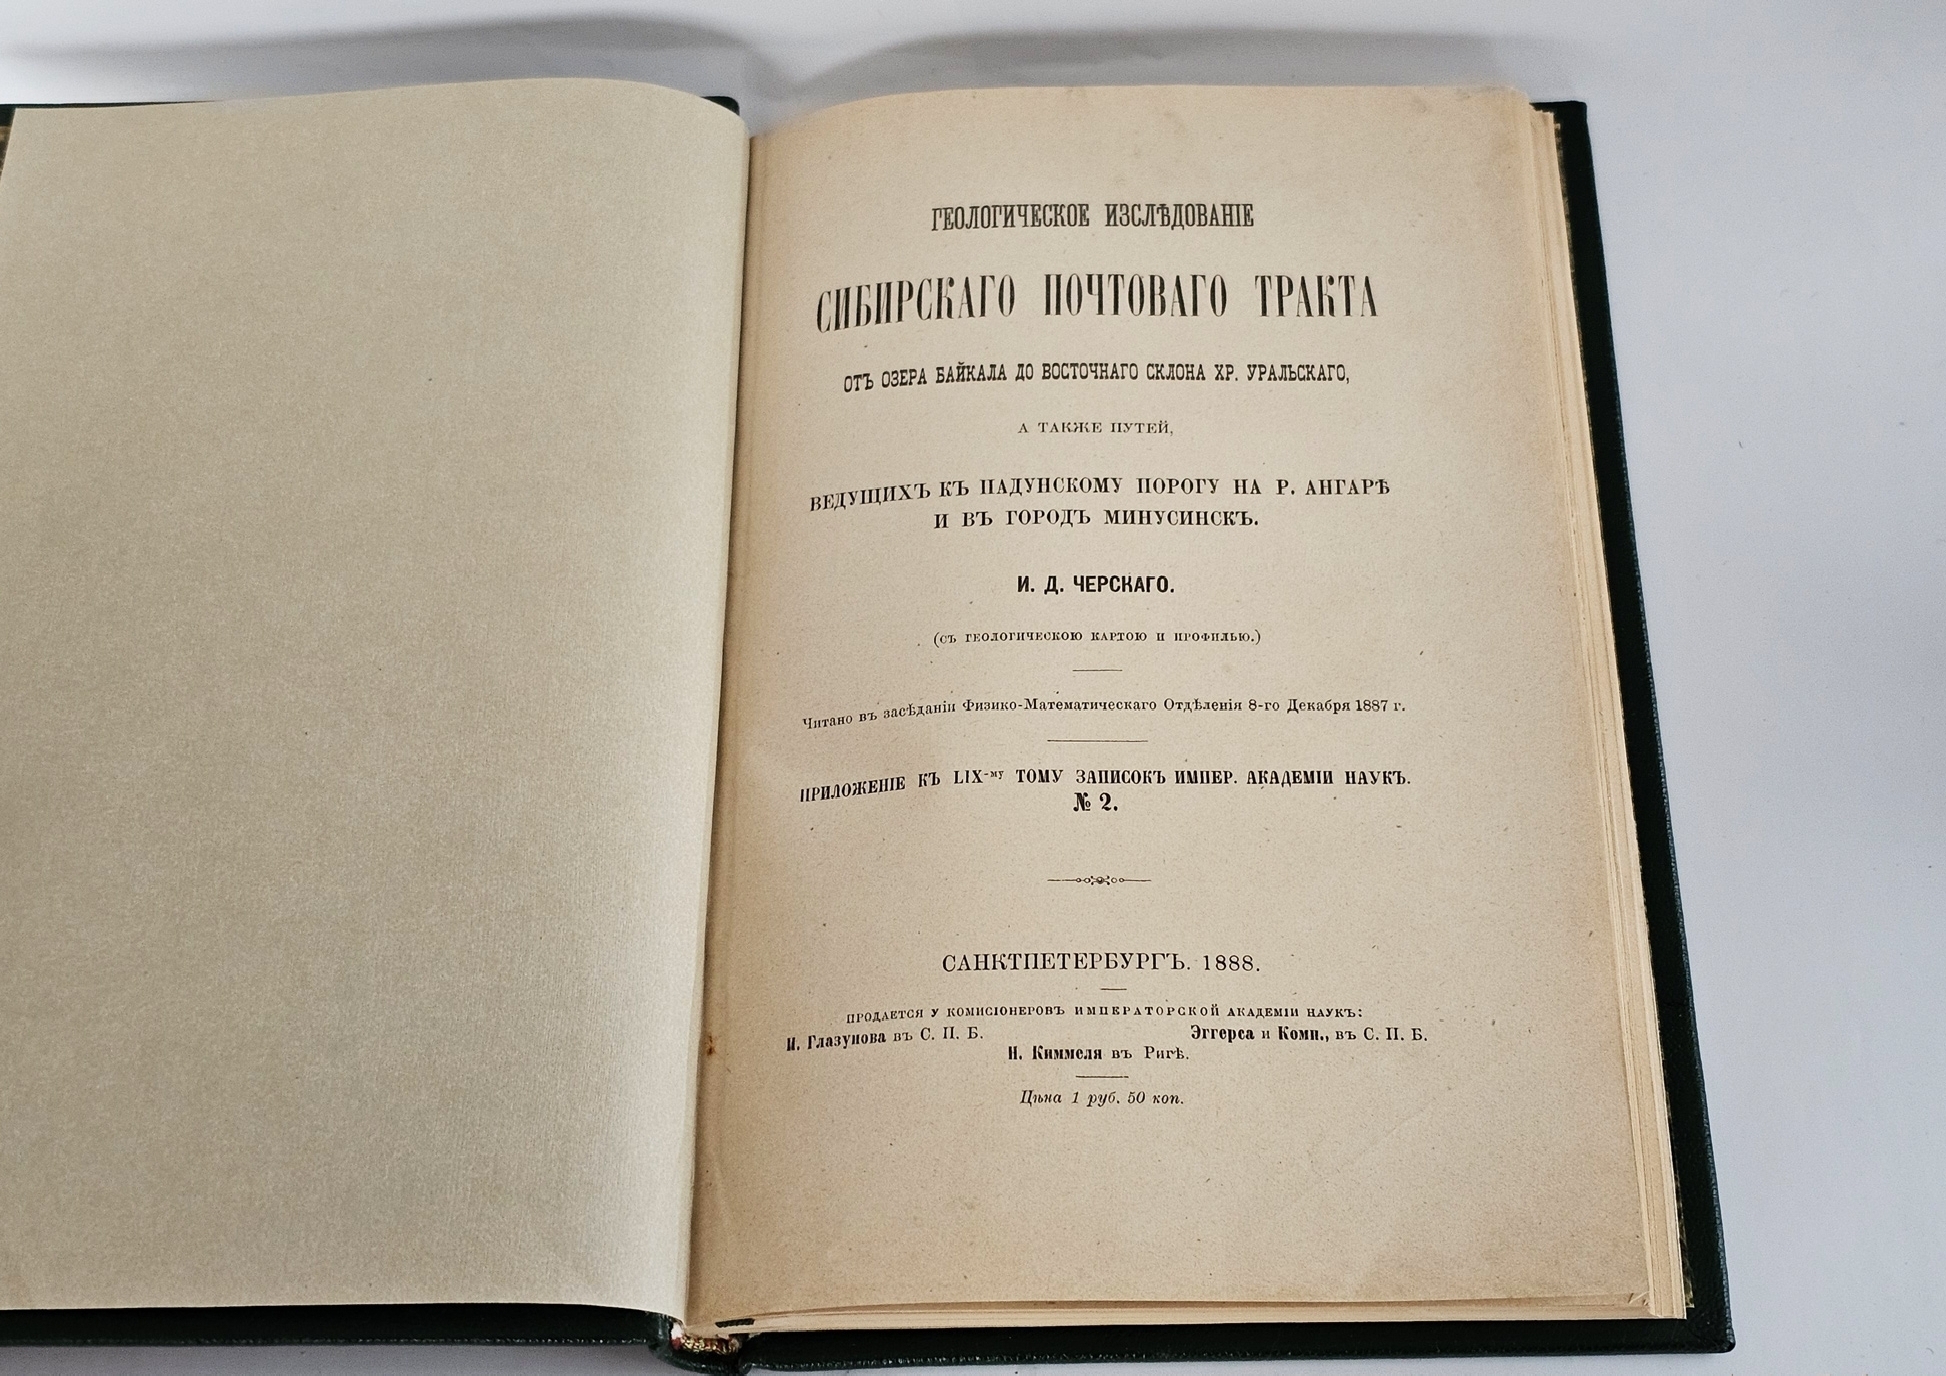 ГЕОЛОГИЧЕСКОЕ ИЗСЛѢДОВАНІЕ
СИБИРСКАГО ПОЧТОВАГО ТРАКТА
ОТЪ ОЗЕРА БАЙКАЛА ДО ВОСТОЧНАГО СКЛОНА ХР. УРАЛЬСКАГО,
А ТАКЖЕ ПУТЕЙ,
ВЕДУЩИХЪ КЪ ПАДУНСКОМУ ПОРОГУ НА Р. АНГАРѢ
И ВЪ ГОРОДЪ МИНУСИНСКЪ.
И. Д. ЧЕРСКАГО.
(СЪ ГЕОЛОГИЧЕСКОЮ КАРТОЮ И ПРОФИЛЬЮ.)
Читано въ засѣданіи Физико-Математическаго Отдѣленія 8-го Декабря 1887 г.
ПРИЛОЖЕНІЕ КЪ LIX-му ТОМУ ЗАПИСОКЪ ИМПЕР. АКАДЕМІИ НАУКЪ.
№ 2.
САНКТПЕТЕРБУРГЪ. 1888.
ПРОДАЕТСЯ У КОМИСІОНЕРОВЪ ИМПЕРАТОРСКОЙ АКАДЕМІИ НАУКЪ:
И. Глазунова въ С. П. Б. Эггерса и Комп., въ С. П. Б.
Н. Киммеля въ Ригѣ.
Цѣна 1 руб. 50 коп.